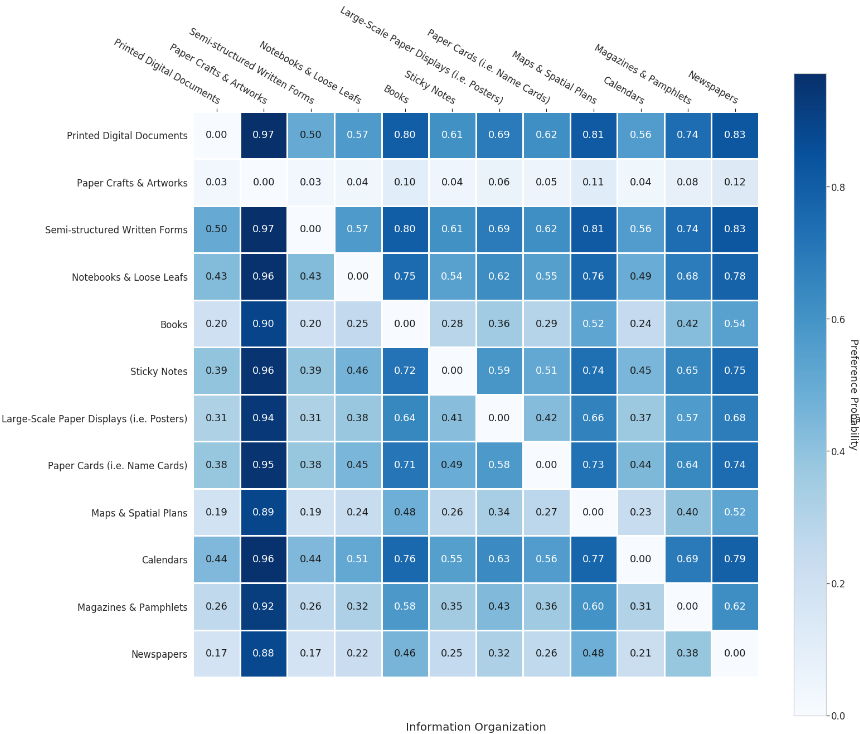 Printed Digital Documents
Paper Crafts & Artworks
Semi-structured Written Forms
Notebooks & Loose Leafs
Books
Sticky Notes
Large-Scale Paper Displays (i.e. Posters)
Paper Cards (i.e. Name Cards)
Maps & Spatial Plans
Calendars
Magazines & Pamphlets
Newspapers
Printed Digital Documents 0.00 0.97 0.50 0.57 0.80 0.61 0.69 0.62 0.81 0.56 0.74 0.83
Paper Crafts & Artworks 0.03 0.00 0.03 0.04 0.10 0.04 0.06 0.05 0.11 0.04 0.08 0.12
Semi-structured Written Forms 0.50 0.97 0.00 0.57 0.80 0.61 0.69 0.62 0.81 0.56 0.74 0.83
Notebooks & Loose Leafs 0.43 0.96 0.43 0.00 0.75 0.54 0.62 0.55 0.76 0.49 0.68 0.78
Books 0.20 0.90 0.20 0.25 0.00 0.28 0.36 0.29 0.52 0.24 0.42 0.54
Sticky Notes 0.39 0.96 0.39 0.46 0.72 0.00 0.59 0.51 0.74 0.45 0.65 0.75
Large-Scale Paper Displays (i.e. Posters) 0.31 0.94 0.31 0.38 0.64 0.41 0.00 0.42 0.66 0.37 0.57 0.68
Paper Cards (i.e. Name Cards) 0.38 0.95 0.38 0.45 0.71 0.49 0.58 0.00 0.73 0.44 0.64 0.74
Maps & Spatial Plans 0.19 0.89 0.19 0.24 0.48 0.26 0.34 0.27 0.00 0.23 0.40 0.52
Calendars 0.44 0.96 0.44 0.51 0.76 0.55 0.63 0.56 0.77 0.00 0.69 0.79
Magazines & Pamphlets 0.26 0.92 0.26 0.32 0.58 0.35 0.43 0.36 0.60 0.31 0.00 0.62
Newspapers 0.17 0.88 0.17 0.22 0.46 0.25 0.32 0.26 0.48 0.21 0.38 0.00
Information Organization
0.8
0.6
0.4
0.2
0.0
Preference Probability